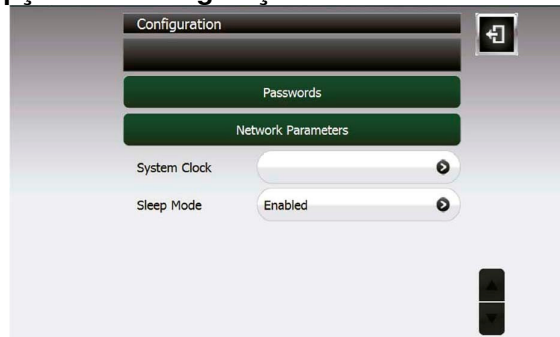 Configuration
Passwords
Network Parameters
System Clock
Sleep Mode Enabled